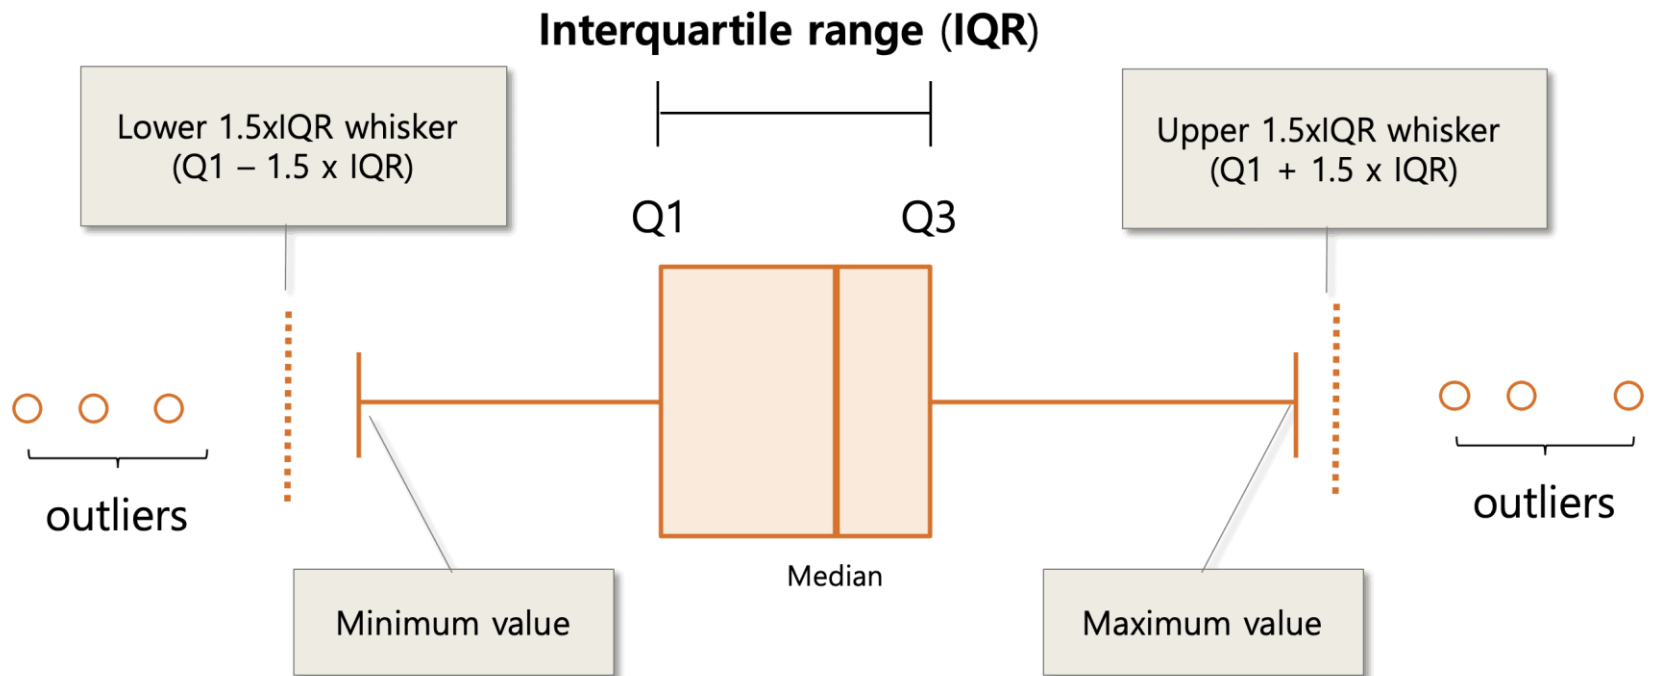 Interquartile range (IQR)
Lower 1.5xIQR whisker
(Q1 – 1.5 x IQR)
Upper 1.5xIQR whisker
(Q1 + 1.5 x IQR)
Q1
Q3
outliers
outliers
Median
Minimum value
Maximum value